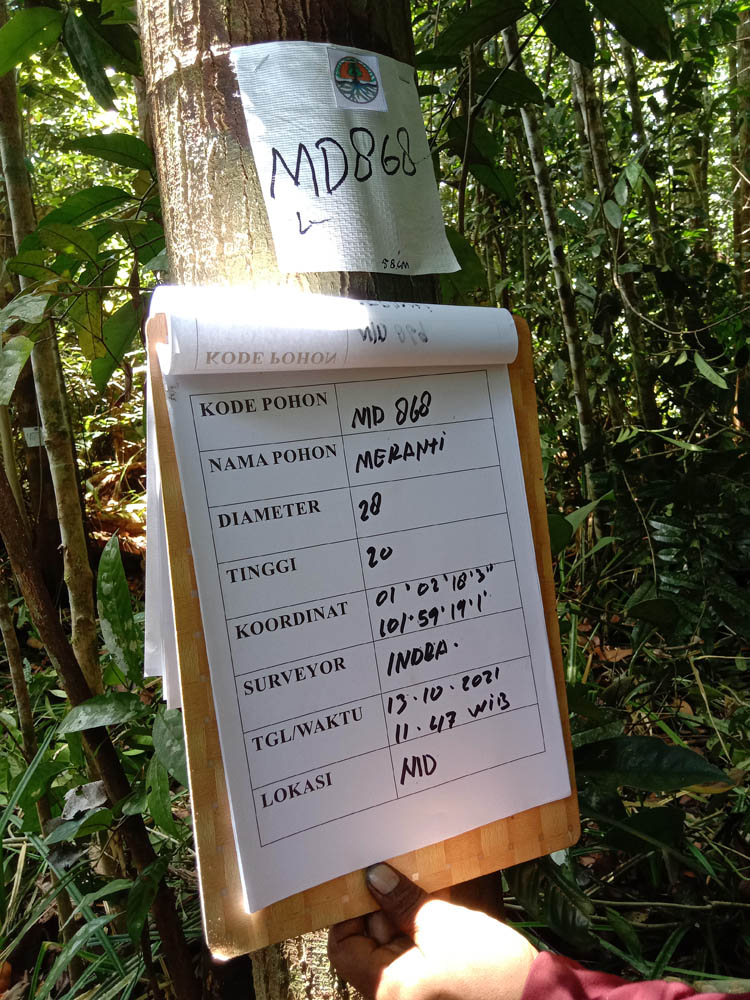 MD868
58cm
KODE POHON
MD 868
KODE POHON MD 868
NAMA POHON MERANTI
DIAMETER 28
TINGGI 20
KOORDINAT 01°02'18'3"
101°59'19'1'
SURVEYOR INDRA.
TGL/WAKTU 13.10.2021
11.47 WIB
LOKASI MD